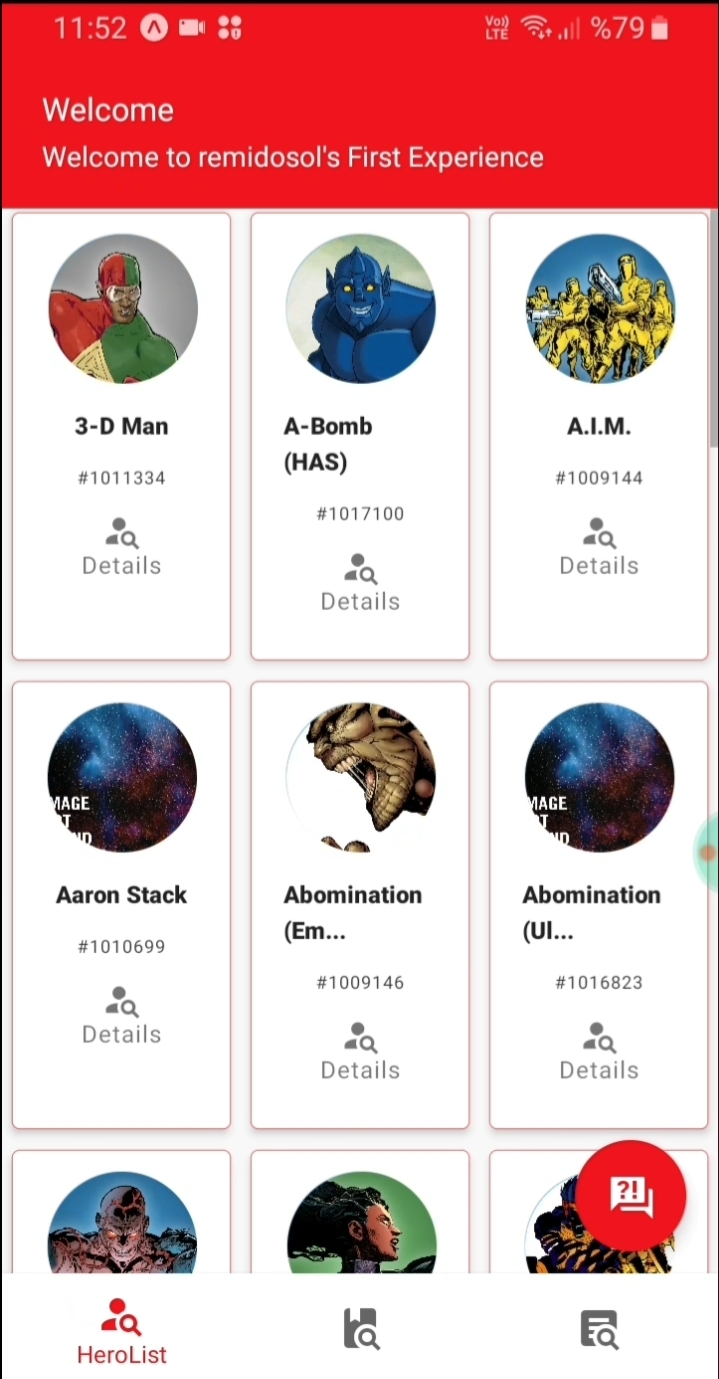 11:52
Vo))
LTE
%79
Welcome
Welcome to remidosol's First Experience
3-D Man
#1011334
Details
A-Bomb
(HAS)
#1017100
Details
A.I.M.
#1009144
Details
MAGE
Aaron Stack
#1010699
Details
Abomination
(Em...
#1009146
Details
MAGE
Abomination
(Ul...
#1016823
Details
?!
HeroList